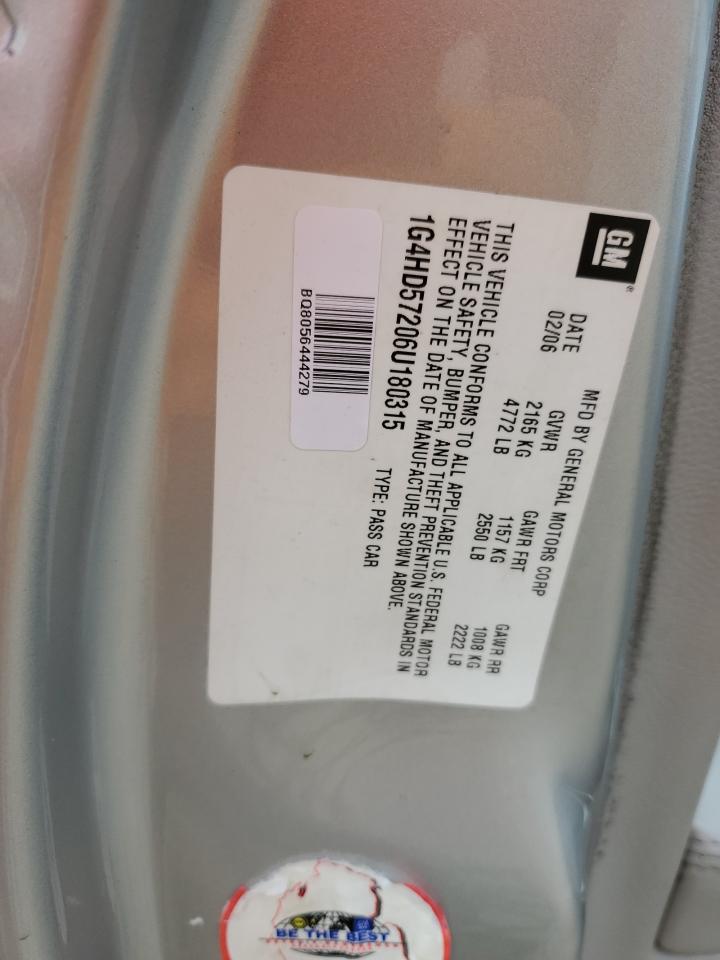 GM
MFD BY GENERAL MOTORS CORP
DATE GVWR GAWR FRT GAWR RR
02/06 2165 KG 1157 KG 1008 KG
4772 LB 2550 LB 2222 LB
THIS VEHICLE CONFORMS TO ALL APPLICABLE U.S. FEDERAL MOTOR
VEHICLE SAFETY, BUMPER, AND THEFT PREVENTION STANDARDS IN
EFFECT ON THE DATE OF MANUFACTURE SHOWN ABOVE.
1G4HD57206U180315 TYPE: PASS CAR
BQ8056444279
BE THE BEST